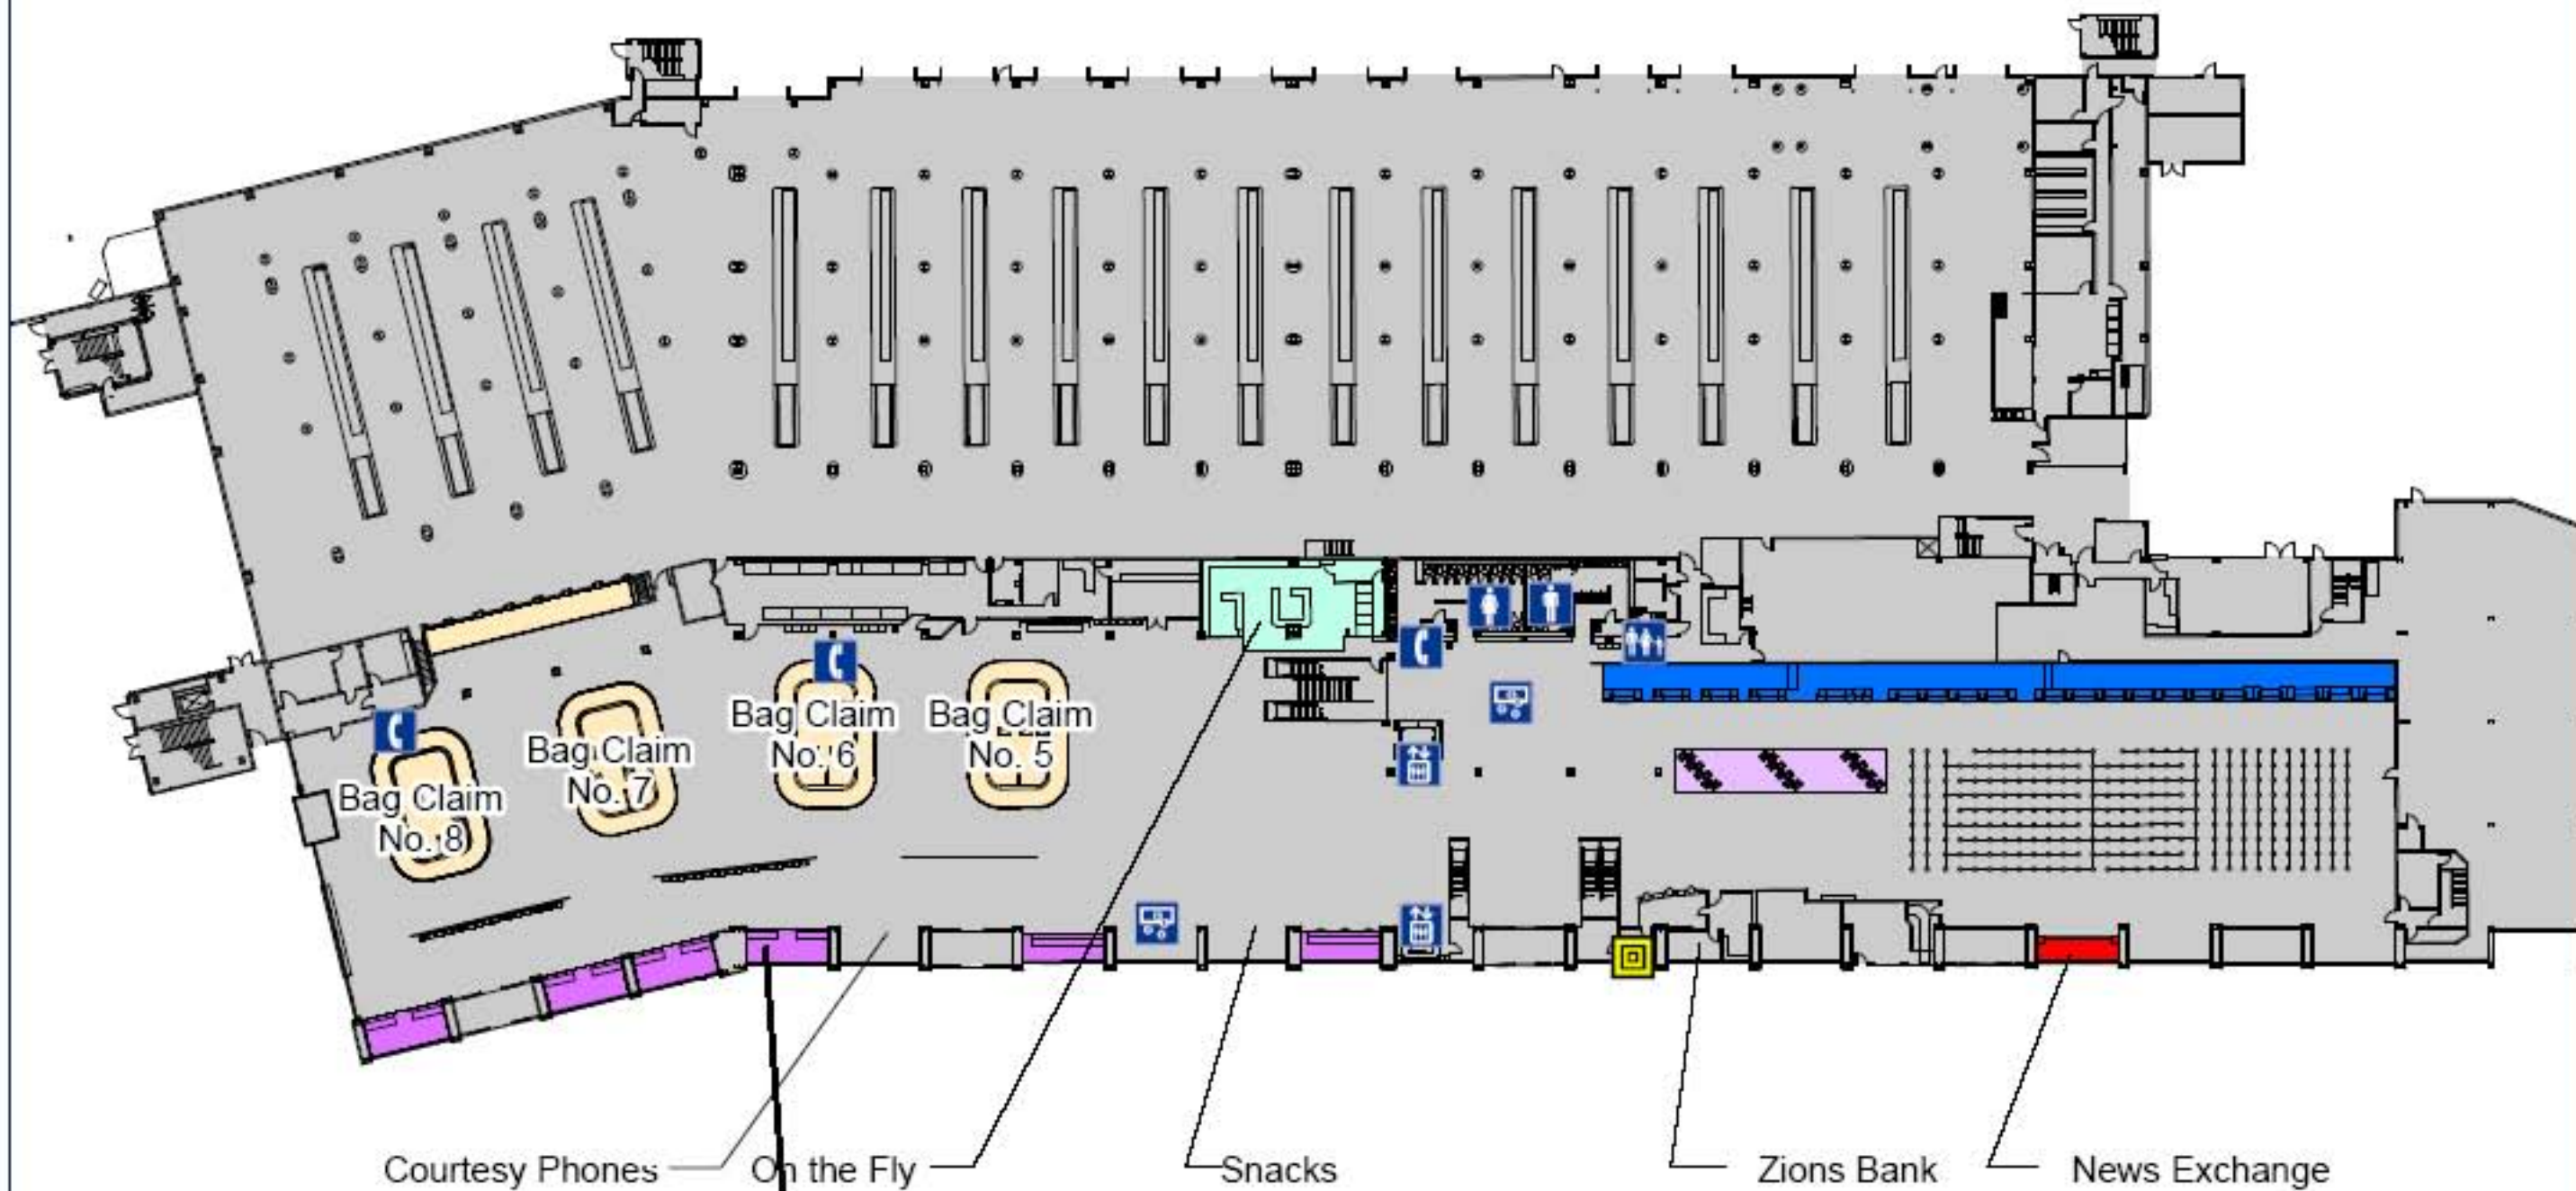 Bag Claim
No. 6
Bag Claim
No. 5
Bag Claim
No. 7
Bag Claim
No. 8
Courtesy Phones
On the Fly
Snacks
Zions Bank
News Exchange